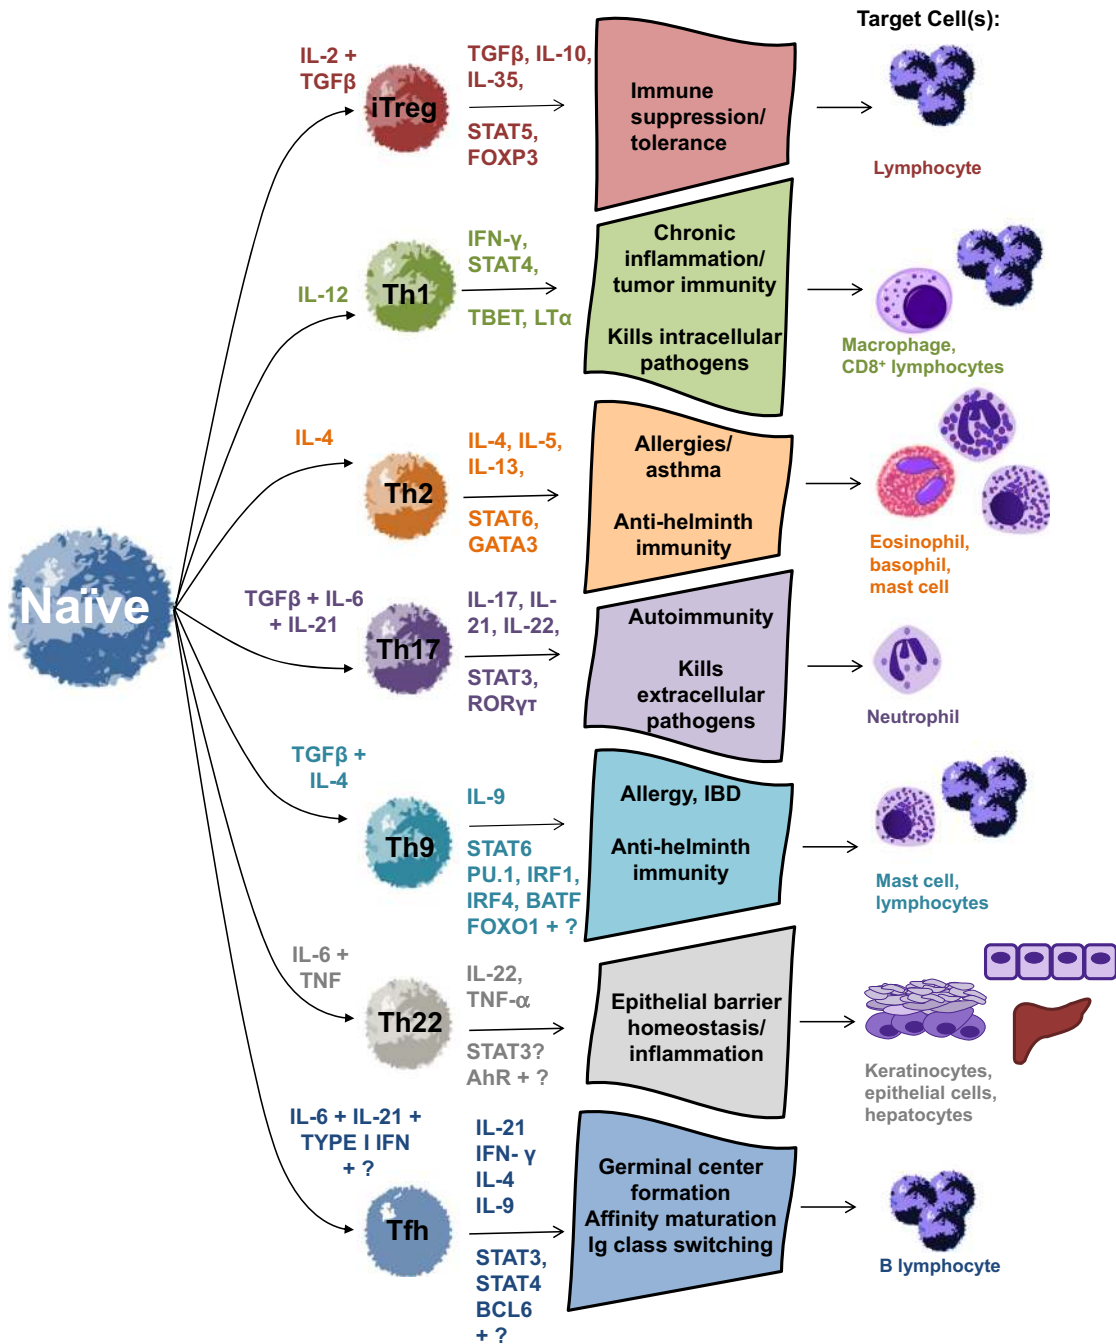 Target Cell(s):
IL-2 +
TGFβ
iTreg
TGFβ, IL-10,
IL-35,
STAT5,
FOXP3
Immune
suppression/
tolerance
Lymphocyte
IL-12
Th1
IFN-γ,
STAT4,
TBET, LTα
Chronic
inflammation/
tumor immunity
Kills intracellular
pathogens
Macrophage,
CD8⁺ lymphocytes
IL-4
Th2
IL-4, IL-5,
IL-13,
STAT6,
GATA3
Allergies/
asthma
Anti-helminth
immunity
Eosinophil,
basophil,
mast cell
Naïve
TGFβ + IL-6
+ IL-21
Th17
IL-17, IL-
21, IL-22,
STAT3,
RORγτ
Autoimmunity
Kills
extracellular
pathogens
Neutrophil
TGFβ +
IL-4
Th9
IL-9
STAT6
PU.1, IRF1,
IRF4, BATF
FOXO1 + ?
Allergy, IBD
Anti-helminth
immunity
Mast cell,
lymphocytes
IL-6 +
TNF
Th22
IL-22,
TNF-α
STAT3?
AhR + ?
Epithelial barrier
homeostasis/
inflammation
Keratinocytes,
epithelial cells,
hepatocytes
IL-6 + IL-21 +
TYPE I IFN
+ ?
Tfh
IL-21
IFN- γ
IL-4
IL-9
STAT3,
STAT4
BCL6
+ ?
Germinal center
formation
Affinity maturation
Ig class switching
B lymphocyte